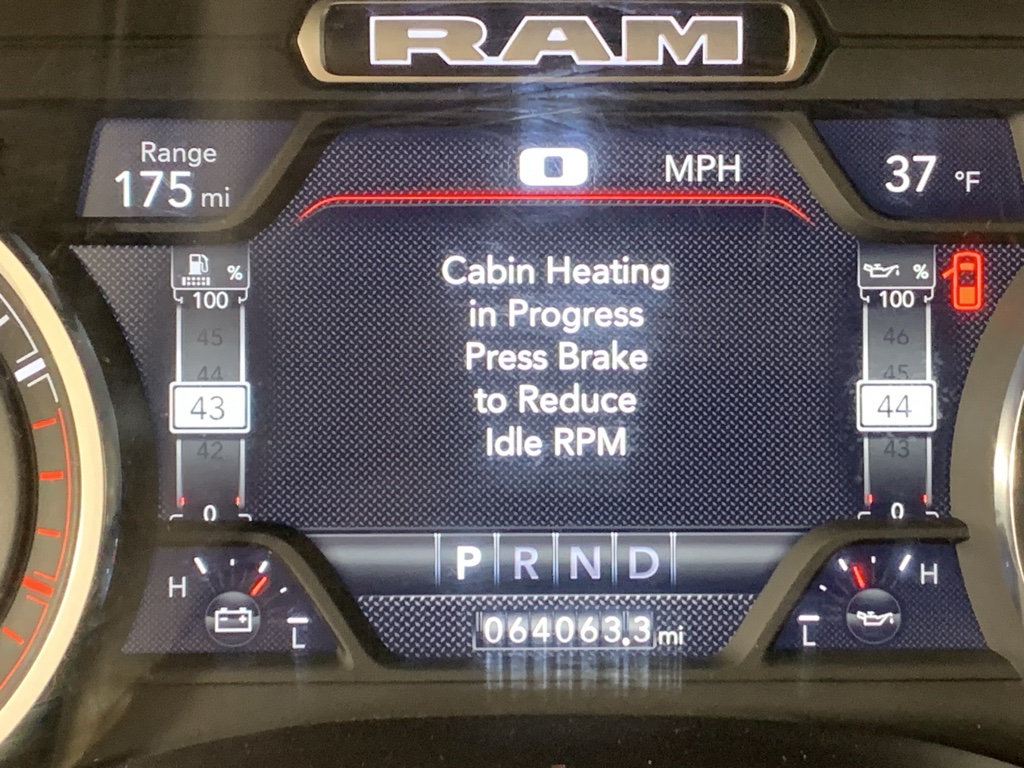 RAM
Range
175 mi
0 MPH
37 °F
%
100
45
44
43
42
0
Cabin Heating
in Progress
Press Brake
to Reduce
Idle RPM
%
100
46
45
44
43
0
P R N D
H
L
064063.3 mi
H
L